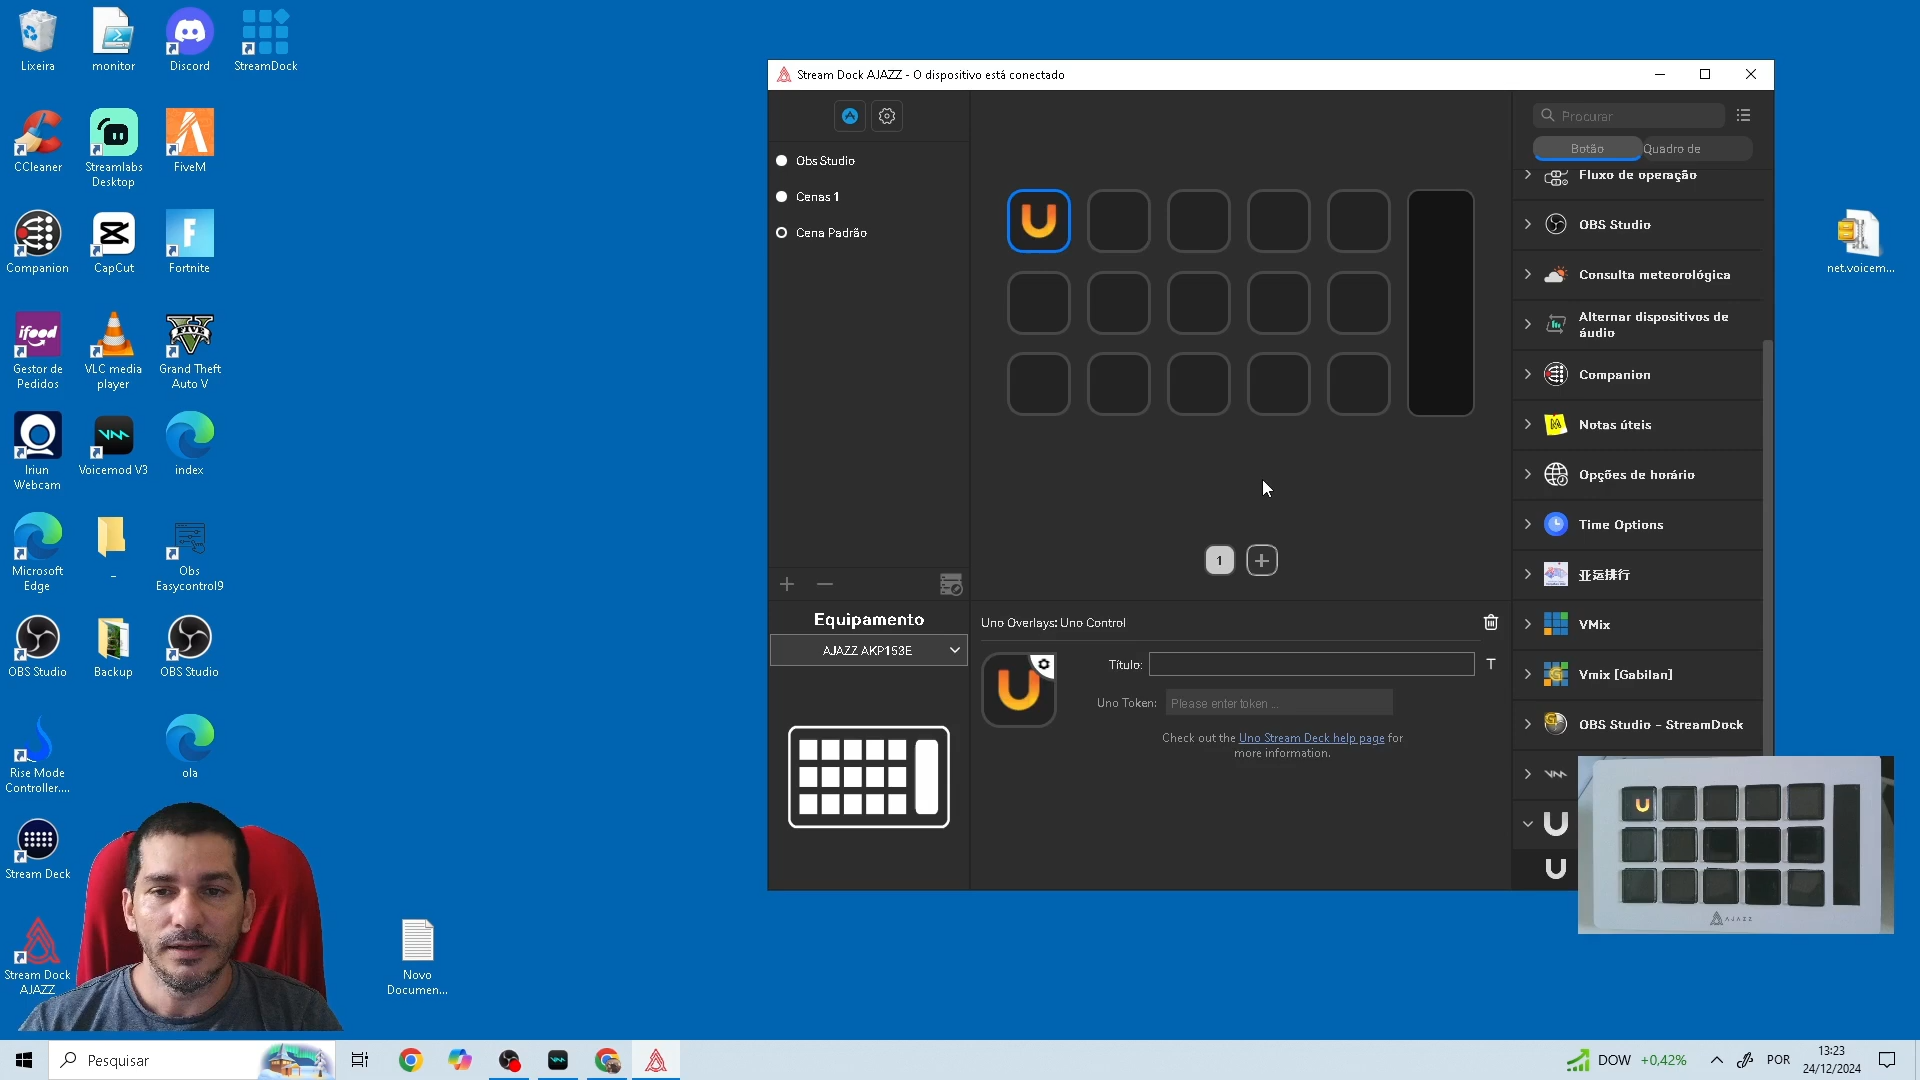 Lixeira
monitor
Discord
StreamDock
CCleaner
Streamlabs
Desktop
FiveM
Companion
CapCut
Fortnite
ifood
Gestor de
Pedidos
VLC media
player
FIVE
Grand Theft
Auto V
Iriun
Webcam
Voicemod V3
index
Microsoft
Edge
_
Obs
Easycontrol9
OBS Studio
Backup
OBS Studio
Rise Mode
Controller....
ola
Stream Deck
Stream Dock
AJAZZ
Novo
Documen...
net.voicem...
Stream Dock AJAZZ - O dispositivo está conectado
Obs Studio
Cenas 1
Cena Padrão
Equipamento
AJAZZ AKP153E
1
Uno Overlays: Uno Control
Título:
T
Uno Token:
Please enter token ...
Check out the Uno Stream Deck help page for
more information.
Procurar
Botão
Quadro de
Fluxo de operação
OBS Studio
Consulta meteorológica
Alternar dispositivos de
áudio
Companion
Notas úteis
Opções de horário
Time Options
亚运排行
VMix
Vmix [Gabilan]
OBS Studio - StreamDock
AJAZZ
Pesquisar
DOW +0,42%
POR
13:23
24/12/2024